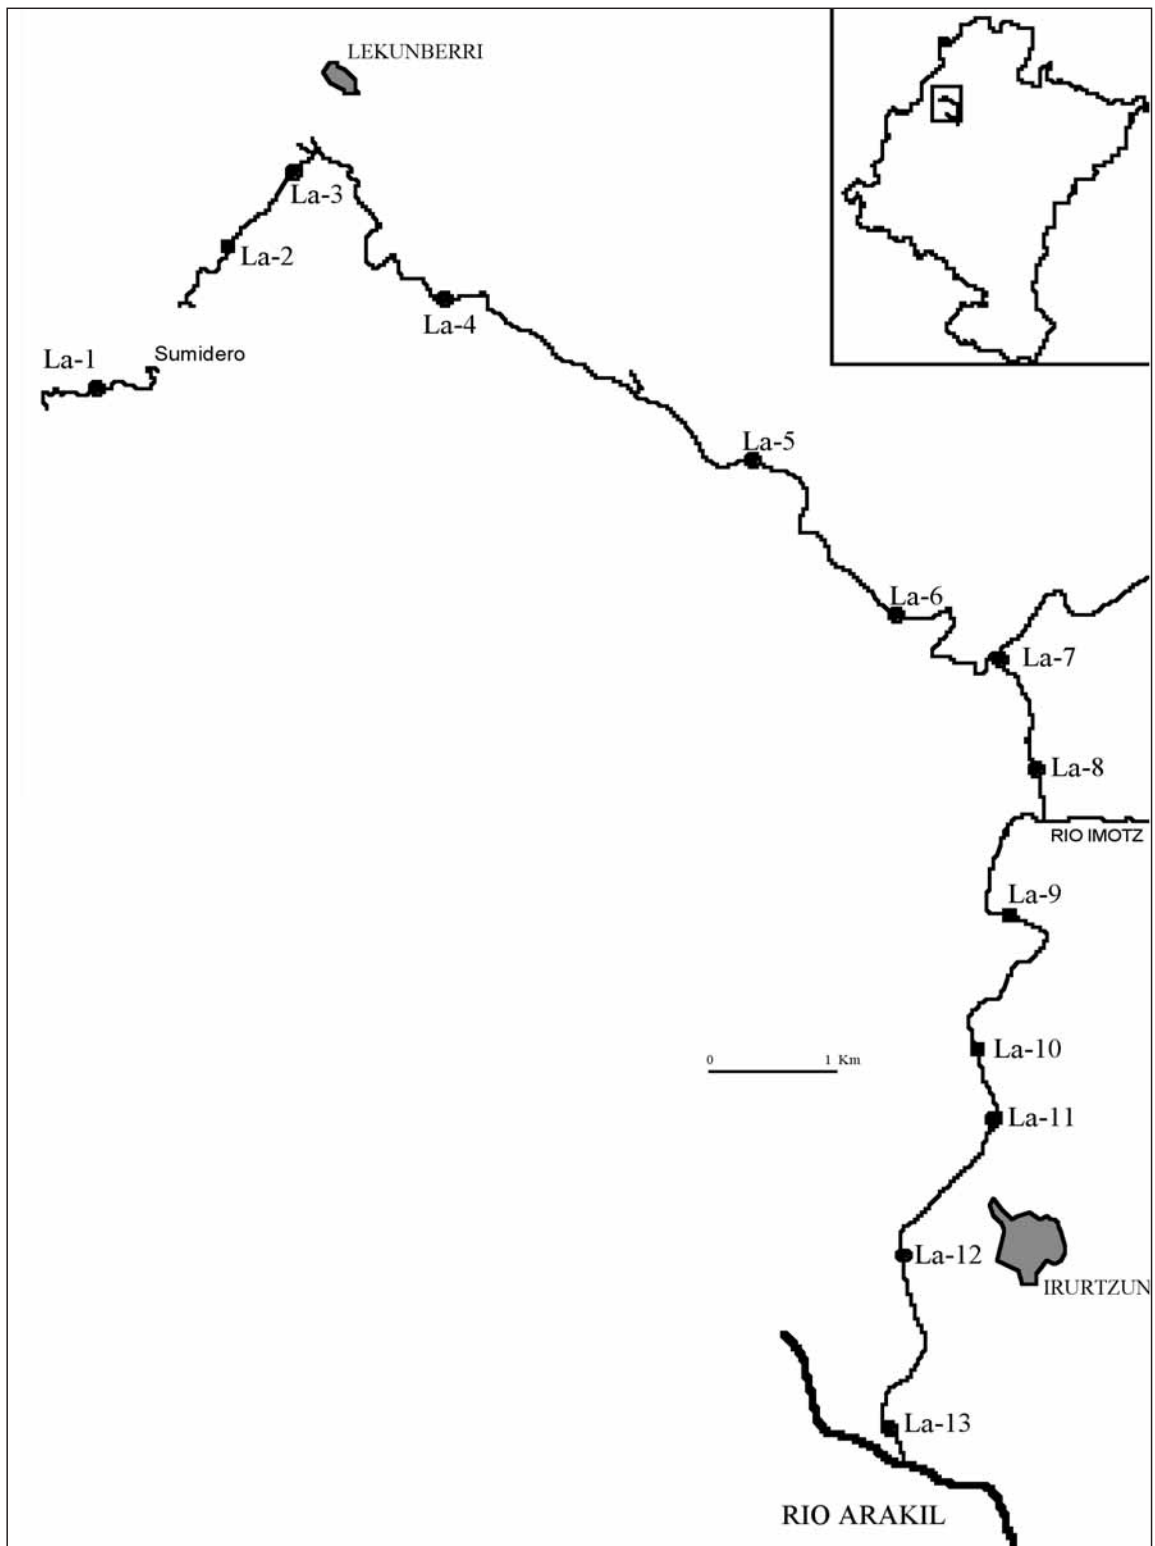 LEKUNBERRI
La-3
La-2
La-4
La-1
Sumidero
La-5
La-6
La-7
La-8
RIO IMOTZ
La-9
La-10
0 1 Km
La-11
La-12
IRURTZUN
La-13
RIO ARAKIL